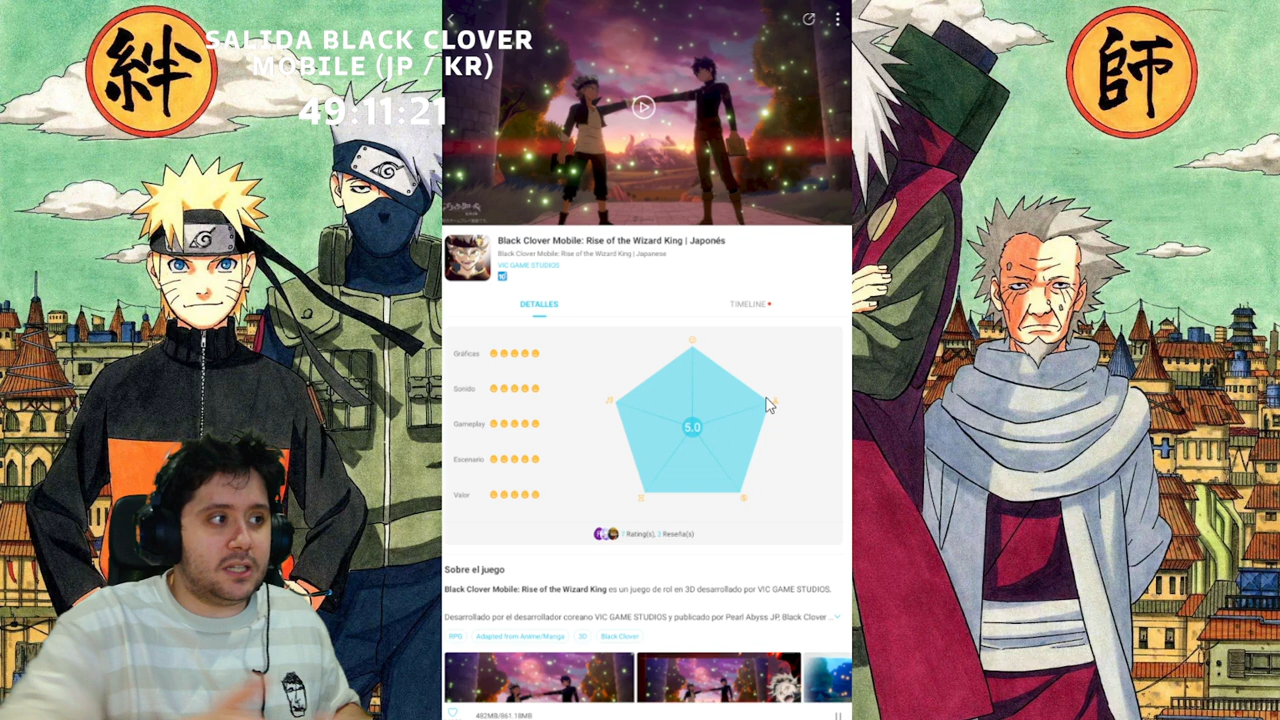 絆
師
SALIDA BLACK CLOVER
MOBILE (JP / KR)
49:11:21
Black Clover Mobile: Rise of the Wizard King | Japonés
Black Clover Mobile: Rise of the Wizard King | Japanese
VIC GAME STUDIOS
DETALLES
TIMELINE
Gráficas
Sonido
Gameplay
Escenario
Valor
5.0
7 Rating(s), 2 Reseña(s)
Sobre el juego
Black Clover Mobile: Rise of the Wizard King es un juego de rol en 3D desarrollado por VIC GAME STUDIOS.
Desarrollado por el desarrollador coreano VIC GAME STUDIOS y publicado por Pearl Abyss JP, Black Clover ...
RPG
Adapted from Anime/Manga
3D
Black Clover
482MB/861.18MB